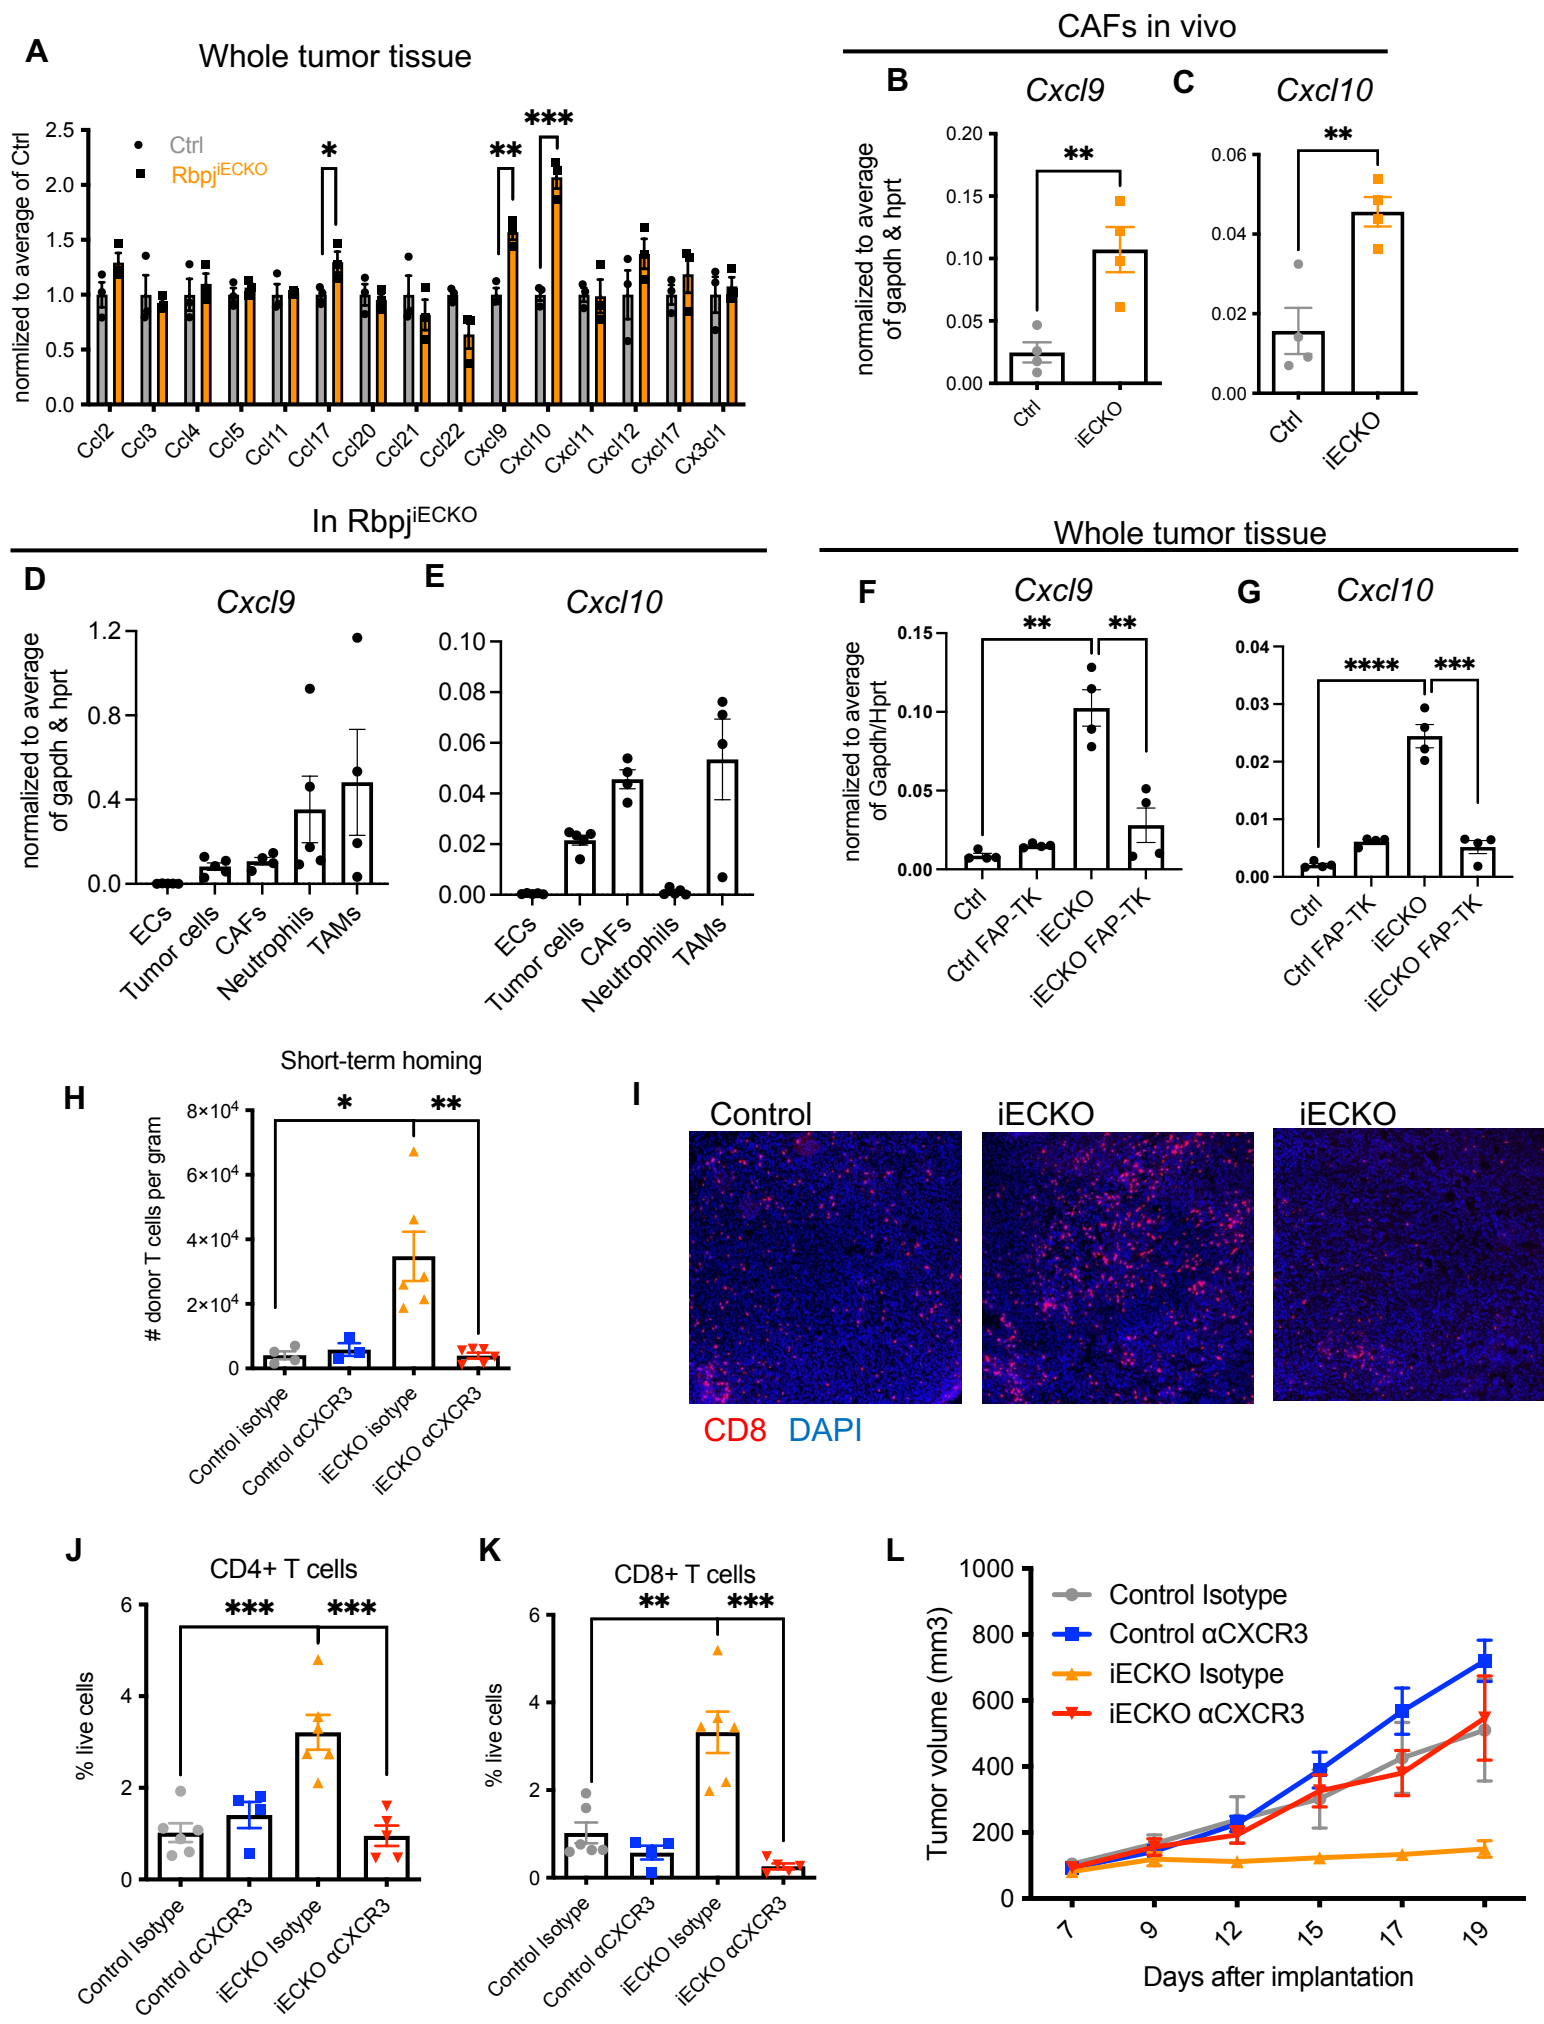 CAFs in vivo
A
Whole tumor tissue
B
Cxcl9
C
Cxcl10
normlized to average of Ctrl
2.5
2.0
1.5
1.0
0.5
0.0
Ctrl
Rbpj^iECKO
*
**
***
Ccl2
Ccl3
Ccl4
Ccl5
Ccl11
Ccl17
Ccl20
Ccl21
Ccl22
Cxcl9
Cxcl10
Cxcl11
Cxcl12
Cxcl17
Cx3cl1
normalized to average
of gapdh & hprt
0.20
0.15
0.10
0.05
0.00
**
Ctrl
iECKO
0.06
0.04
0.02
0.00
**
Ctrl
iECKO
In Rbpj^iECKO
Whole tumor tissue
D
Cxcl9
normalized to average
of gapdh & hprt
1.2
0.8
0.4
0.0
ECs
Tumor cells
CAFs
Neutrophils
TAMs
E
Cxcl10
0.10
0.08
0.06
0.04
0.02
0.00
ECs
Tumor cells
CAFs
Neutrophils
TAMs
F
Cxcl9
normalized to average
of Gapdh/Hprt
0.15
0.10
0.05
0.00
**
**
Ctrl
Ctrl FAP-TK
iECKO
iECKO FAP-TK
G
Cxcl10
0.04
0.03
0.02
0.01
0.00
****
***
Ctrl
Ctrl FAP-TK
iECKO
iECKO FAP-TK
H
Short-term homing
# donor T cells per gram
8×10⁴
6×10⁴
4×10⁴
2×10⁴
0
*
**
Control isotype
Control αCXCR3
iECKO isotype
iECKO αCXCR3
I
Control
iECKO
iECKO
CD8 DAPI
J
CD4+ T cells
% live cells
6
4
2
0
***
***
Control Isotype
Control αCXCR3
iECKO Isotype
iECKO αCXCR3
K
CD8+ T cells
% live cells
6
4
2
0
**
***
Control Isotype
Control αCXCR3
iECKO Isotype
iECKO αCXCR3
L
Tumor volume (mm3)
1000
800
600
400
200
0
Control Isotype
Control αCXCR3
iECKO Isotype
iECKO αCXCR3
7
9
12
15
17
19
Days after implantation